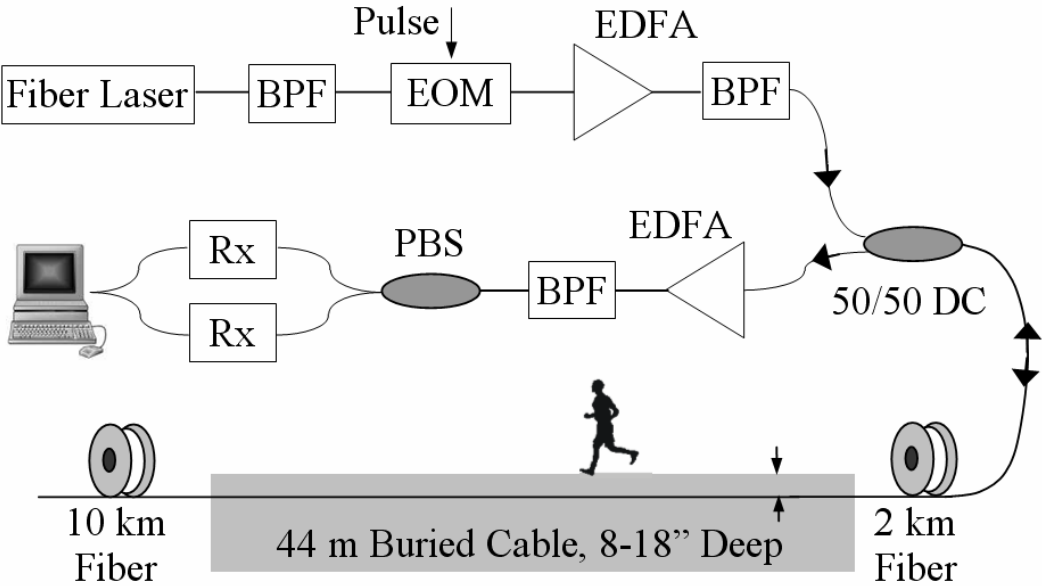 Pulse
EDFA
Fiber Laser
BPF
EOM
BPF
EDFA
PBS
Rx
Rx
BPF
50/50 DC
10 km
Fiber
44 m Buried Cable, 8-18” Deep
2 km
Fiber